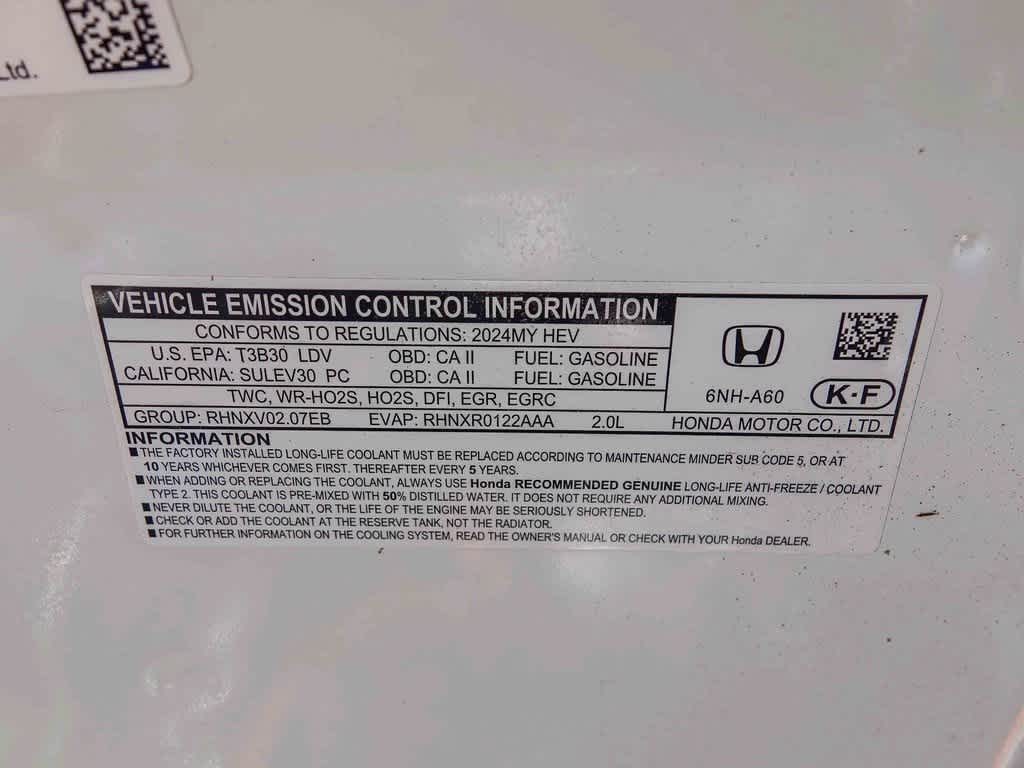 Ltd.
VEHICLE EMISSION CONTROL INFORMATION
CONFORMS TO REGULATIONS: 2024MY HEV
U.S. EPA: T3B30 LDV OBD: CA II FUEL: GASOLINE
CALIFORNIA: SULEV30 PC OBD: CA II FUEL: GASOLINE
TWC, WR-HO2S, HO2S, DFI, EGR, EGRC
6NH-A60 K·F
GROUP: RHNXV02.07EB EVAP: RHNXR0122AAA 2.0L HONDA MOTOR CO., LTD.
INFORMATION
■ THE FACTORY INSTALLED LONG-LIFE COOLANT MUST BE REPLACED ACCORDING TO MAINTENANCE MINDER SUB CODE 5, OR AT
10 YEARS WHICHEVER COMES FIRST. THEREAFTER EVERY 5 YEARS.
■ WHEN ADDING OR REPLACING THE COOLANT, ALWAYS USE Honda RECOMMENDED GENUINE LONG-LIFE ANTI-FREEZE / COOLANT
TYPE 2. THIS COOLANT IS PRE-MIXED WITH 50% DISTILLED WATER. IT DOES NOT REQUIRE ANY ADDITIONAL MIXING.
■ NEVER DILUTE THE COOLANT, OR THE LIFE OF THE ENGINE MAY BE SERIOUSLY SHORTENED.
■ CHECK OR ADD THE COOLANT AT THE RESERVE TANK, NOT THE RADIATOR.
■ FOR FURTHER INFORMATION ON THE COOLING SYSTEM, READ THE OWNER'S MANUAL OR CHECK WITH YOUR Honda DEALER.